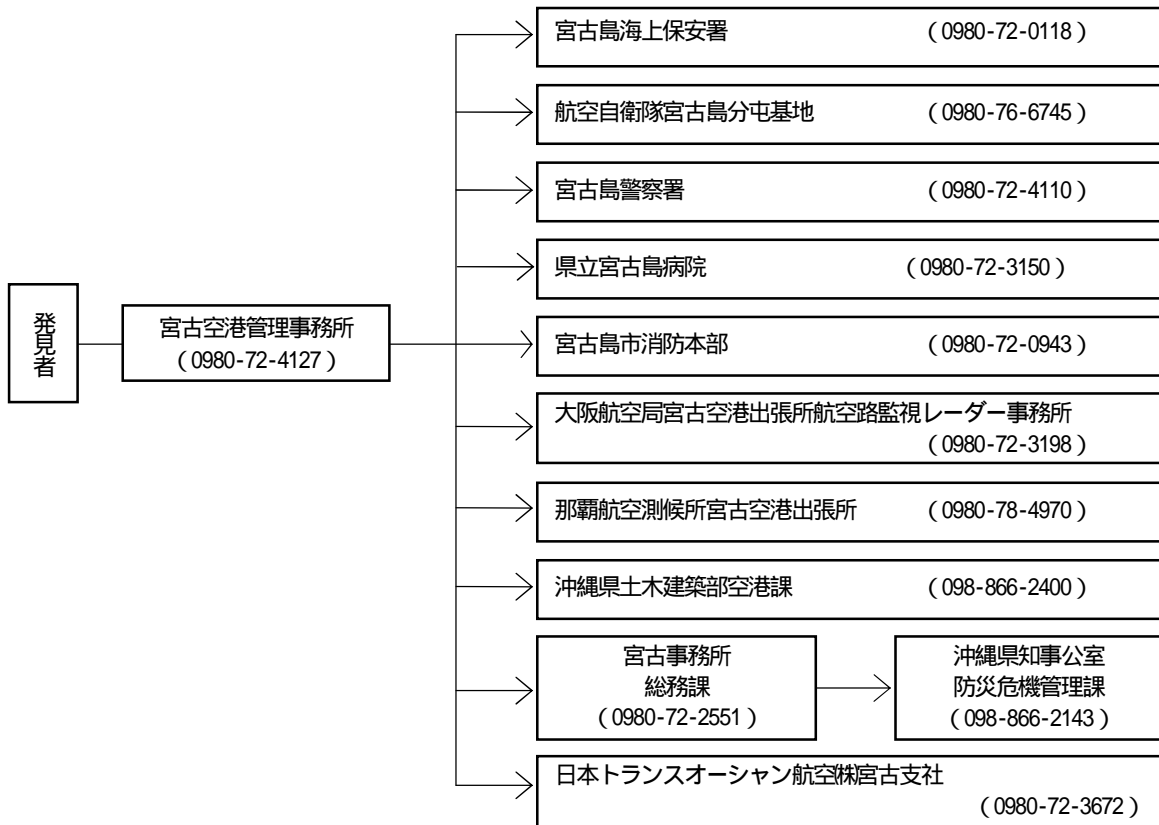 宮古島海上保安署 (0980-72-0118)
航空自衛隊宮古島分屯基地 (0980-76-6745)
宮古島警察署 (0980-72-4110)
県立宮古島病院 (0980-72-3150)
発見者
宮古空港管理事務所
(0980-72-4127)
宮古島市消防本部 (0980-72-0943)
大阪航空局宮古空港出張所航空路監視レーダー事務所
(0980-72-3198)
那覇航空測候所宮古空港出張所 (0980-78-4970)
沖縄県土木建築部空港課 (098-866-2400)
宮古事務所
総務課
(0980-72-2551)
沖縄県知事公室
防災危機管理課
(098-866-2143)
日本トランスオーシャン航空㈱宮古支社
(0980-72-3672)